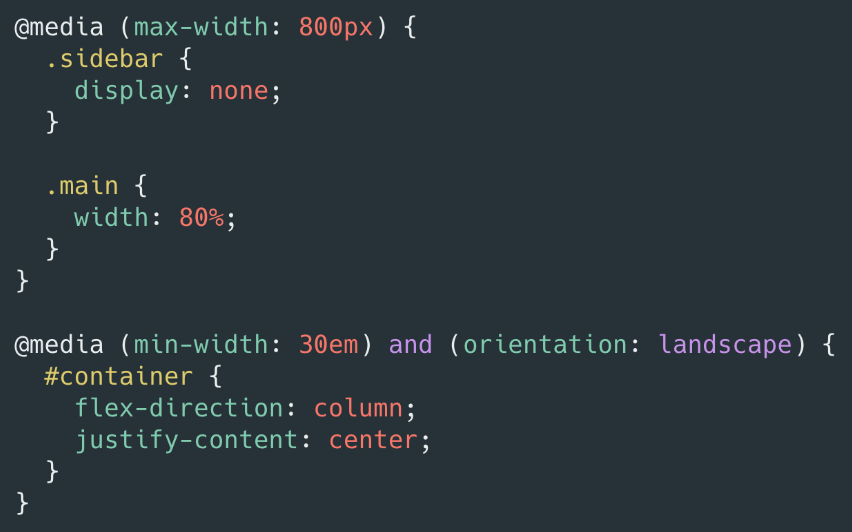 @media (max-width: 800px) {
  .sidebar {
    display: none;
  }

  .main {
    width: 80%;
  }
}

@media (min-width: 30em) and (orientation: landscape) {
  #container {
    flex-direction: column;
    justify-content: center;
  }
}